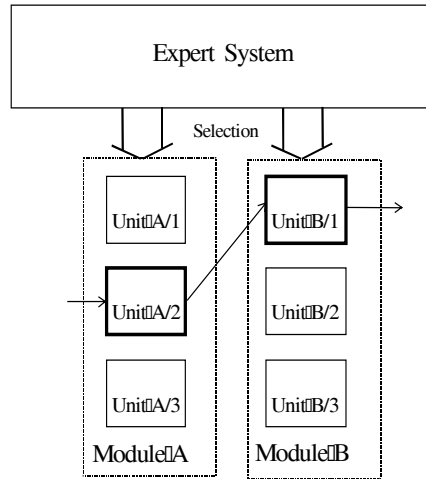 Expert System
Selection
Unit A/1
Unit B/1
Unit A/2
Unit B/2
Unit A/3
Unit B/3
Module A
Module B